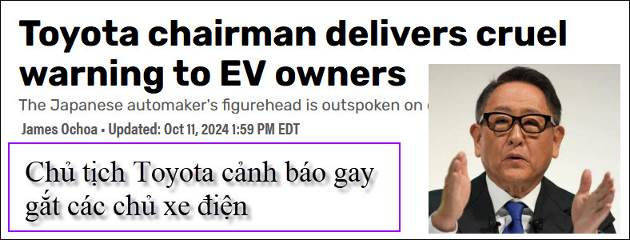 Toyota chairman delivers cruel
warning to EV owners
The Japanese automaker's figurehead is outspoken on
James Ochoa • Updated: Oct 11, 2024 1:59 PM EDT
Chủ tịch Toyota cảnh báo gay
gắt các chủ xe điện